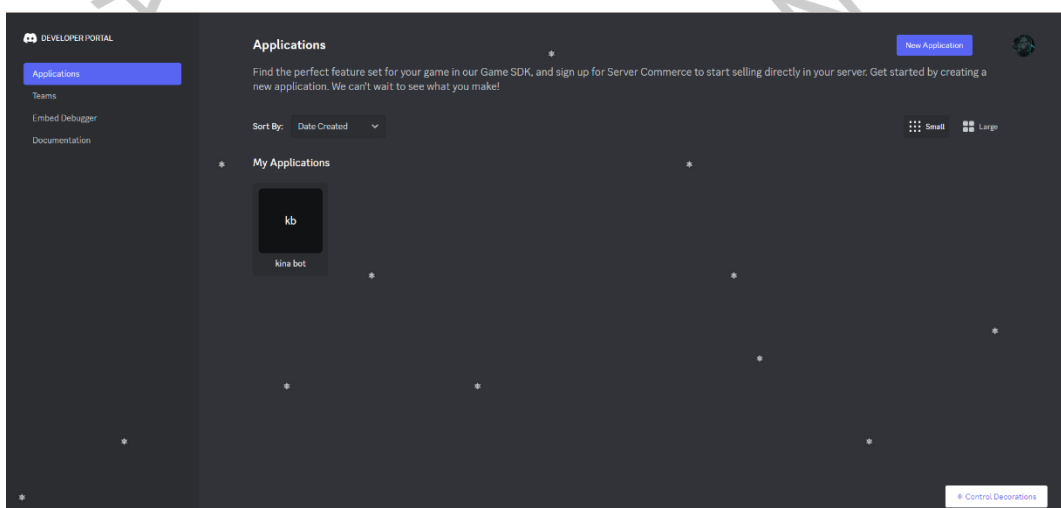 DEVELOPER PORTAL
Applications
Teams
Embed Debugger
Documentation
Applications
New Application
Find the perfect feature set for your game in our Game SDK, and sign up for Server Commerce to start selling directly in your server. Get started by creating a
new application. We can't wait to see what you make!
Sort By: Date Created
Small Large
My Applications
kb
kina bot
Control Decorations